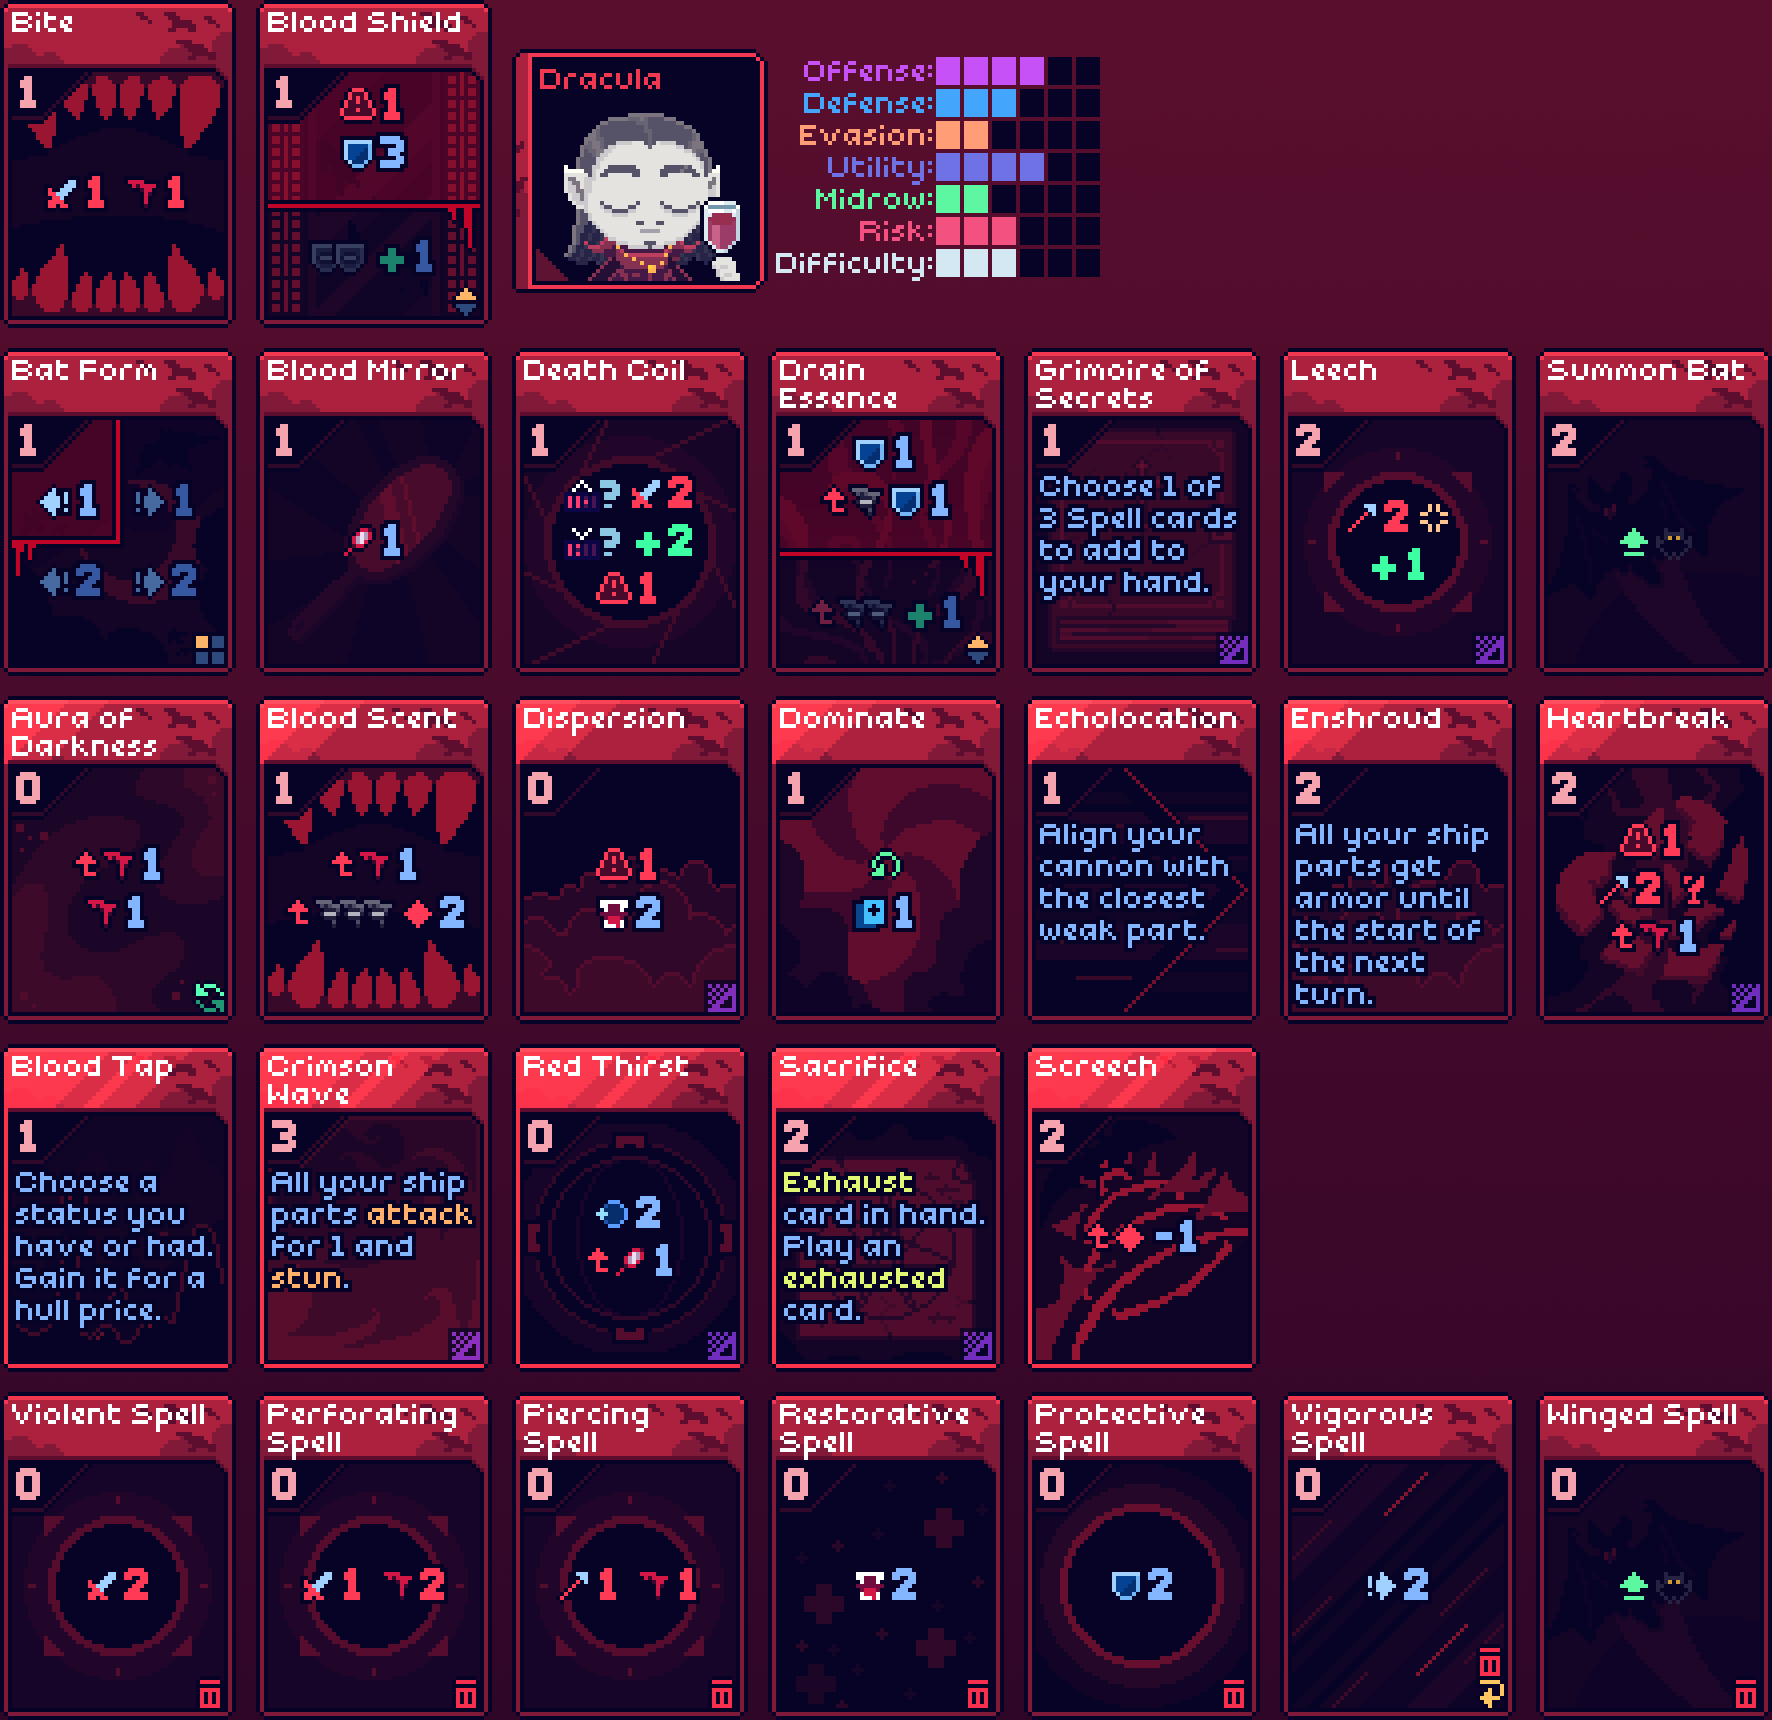 Bite
1
1 1
Blood Shield
1
1
3
+1
Dracula
Offense:
Defense:
Evasion:
Utility:
Midrow:
Risk:
Difficulty:
Bat Form
1
! 1 ! 1
! 2 ! 2
Blood Mirror
1
1
Death Coil
1
? 2
? +2
1
Drain
Essence
1
1
1
+1
Grimoire of
Secrets
1
Choose 1 of
3 Spell cards
to add to
your hand.
Leech
2
2
+1
Summon Bat
2
Aura of
Darkness
0
t 1
1
Blood Scent
1
t 1
t 2
Dispersion
0
1
2
Dominate
1
1
Echolocation
1
Align your
cannon with
the closest
weak part.
Enshroud
2
All your ship
parts get
armor until
the start of
the next
turn.
Heartbreak
2
1
2
t 1
Blood Tap
1
Choose a
status you
have or had.
Gain it for a
hull price.
Crimson
Wave
3
All your ship
parts attack
for 1 and
stun.
Red Thirst
0
2
t 1
Sacrifice
2
Exhaust
card in hand.
Play an
exhausted
card.
Screech
2
t -1
Violent Spell
0
2
Perforating
Spell
0
1 2
Piercing
Spell
0
1 1
Restorative
Spell
0
2
Protective
Spell
0
2
Vigorous
Spell
0
! 2
Winged Spell
0